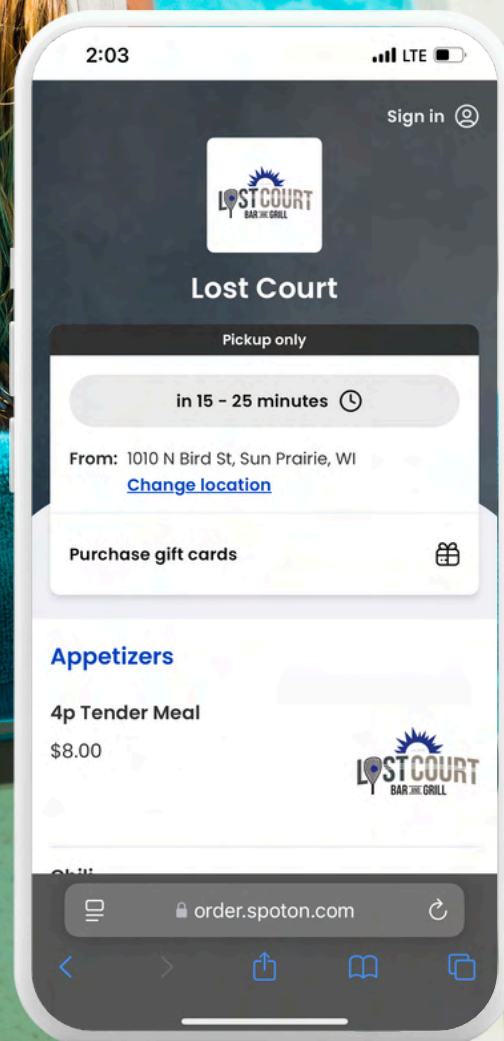 2:03
LTE
Sign in
LOST COURT
BAR AND GRILL
Lost Court
Pickup only
in 15 - 25 minutes
From: 1010 N Bird St, Sun Prairie, WI
Change location
Purchase gift cards
Appetizers
4p Tender Meal
$8.00
LOST COURT
BAR AND GRILL
Chili
order.spoton.com